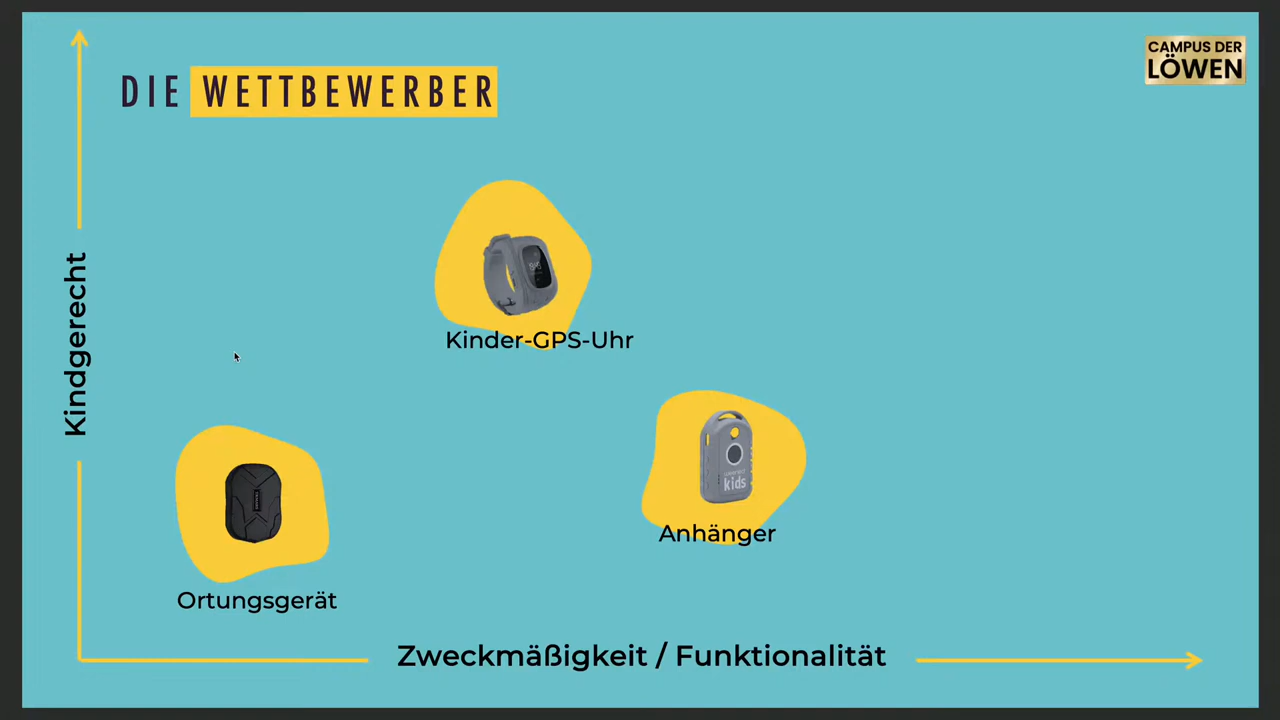 DIE WETTBEWERBER
CAMPUS DER
LÖWEN
Kindgerecht
Kinder-GPS-Uhr
kids
Anhänger
Ortungsgerät
Zweckmäßigkeit / Funktionalität